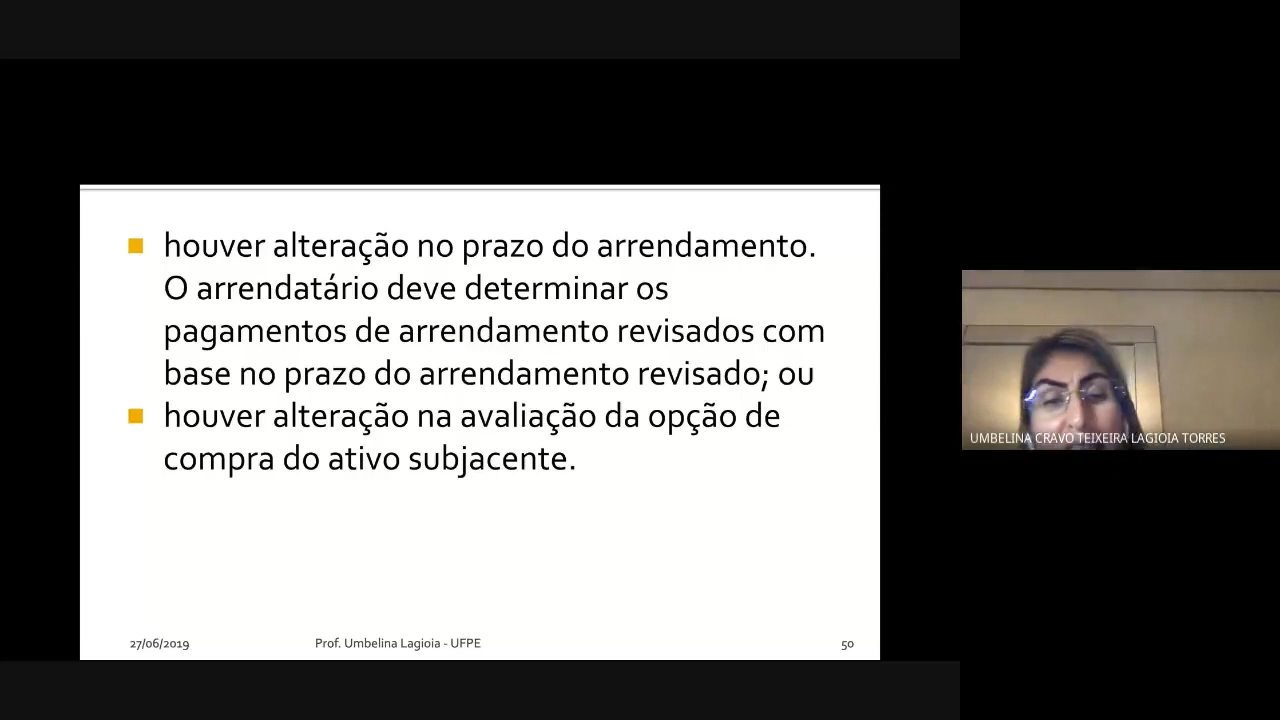 houver alteração no prazo do arrendamento.
O arrendatário deve determinar os
pagamentos de arrendamento revisados com
base no prazo do arrendamento revisado; ou
houver alteração na avaliação da opção de
compra do ativo subjacente.
UMBELINA CRAVO TEIXEIRA LAGIOIA TORRES
27/06/2019
Prof. Umbelina Lagioia - UFPE
50